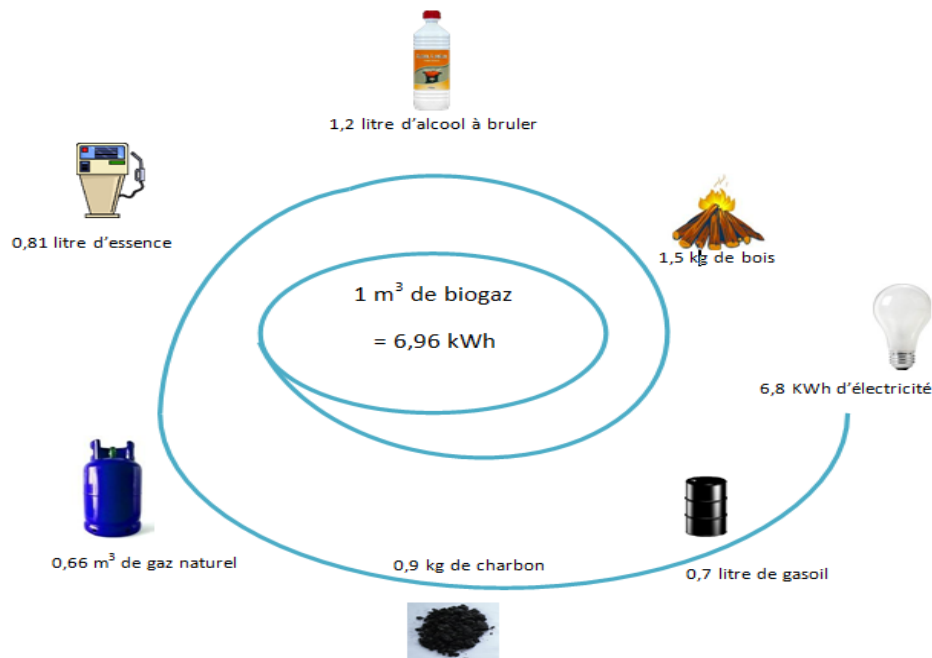 1,2 litre d'alcool à bruler
0,81 litre d'essence
1,5 kg de bois
1 m³ de biogaz
= 6,96 kWh
6,8 KWh d'électricité
0,66 m³ de gaz naturel
0,9 kg de charbon
0,7 litre de gasoil